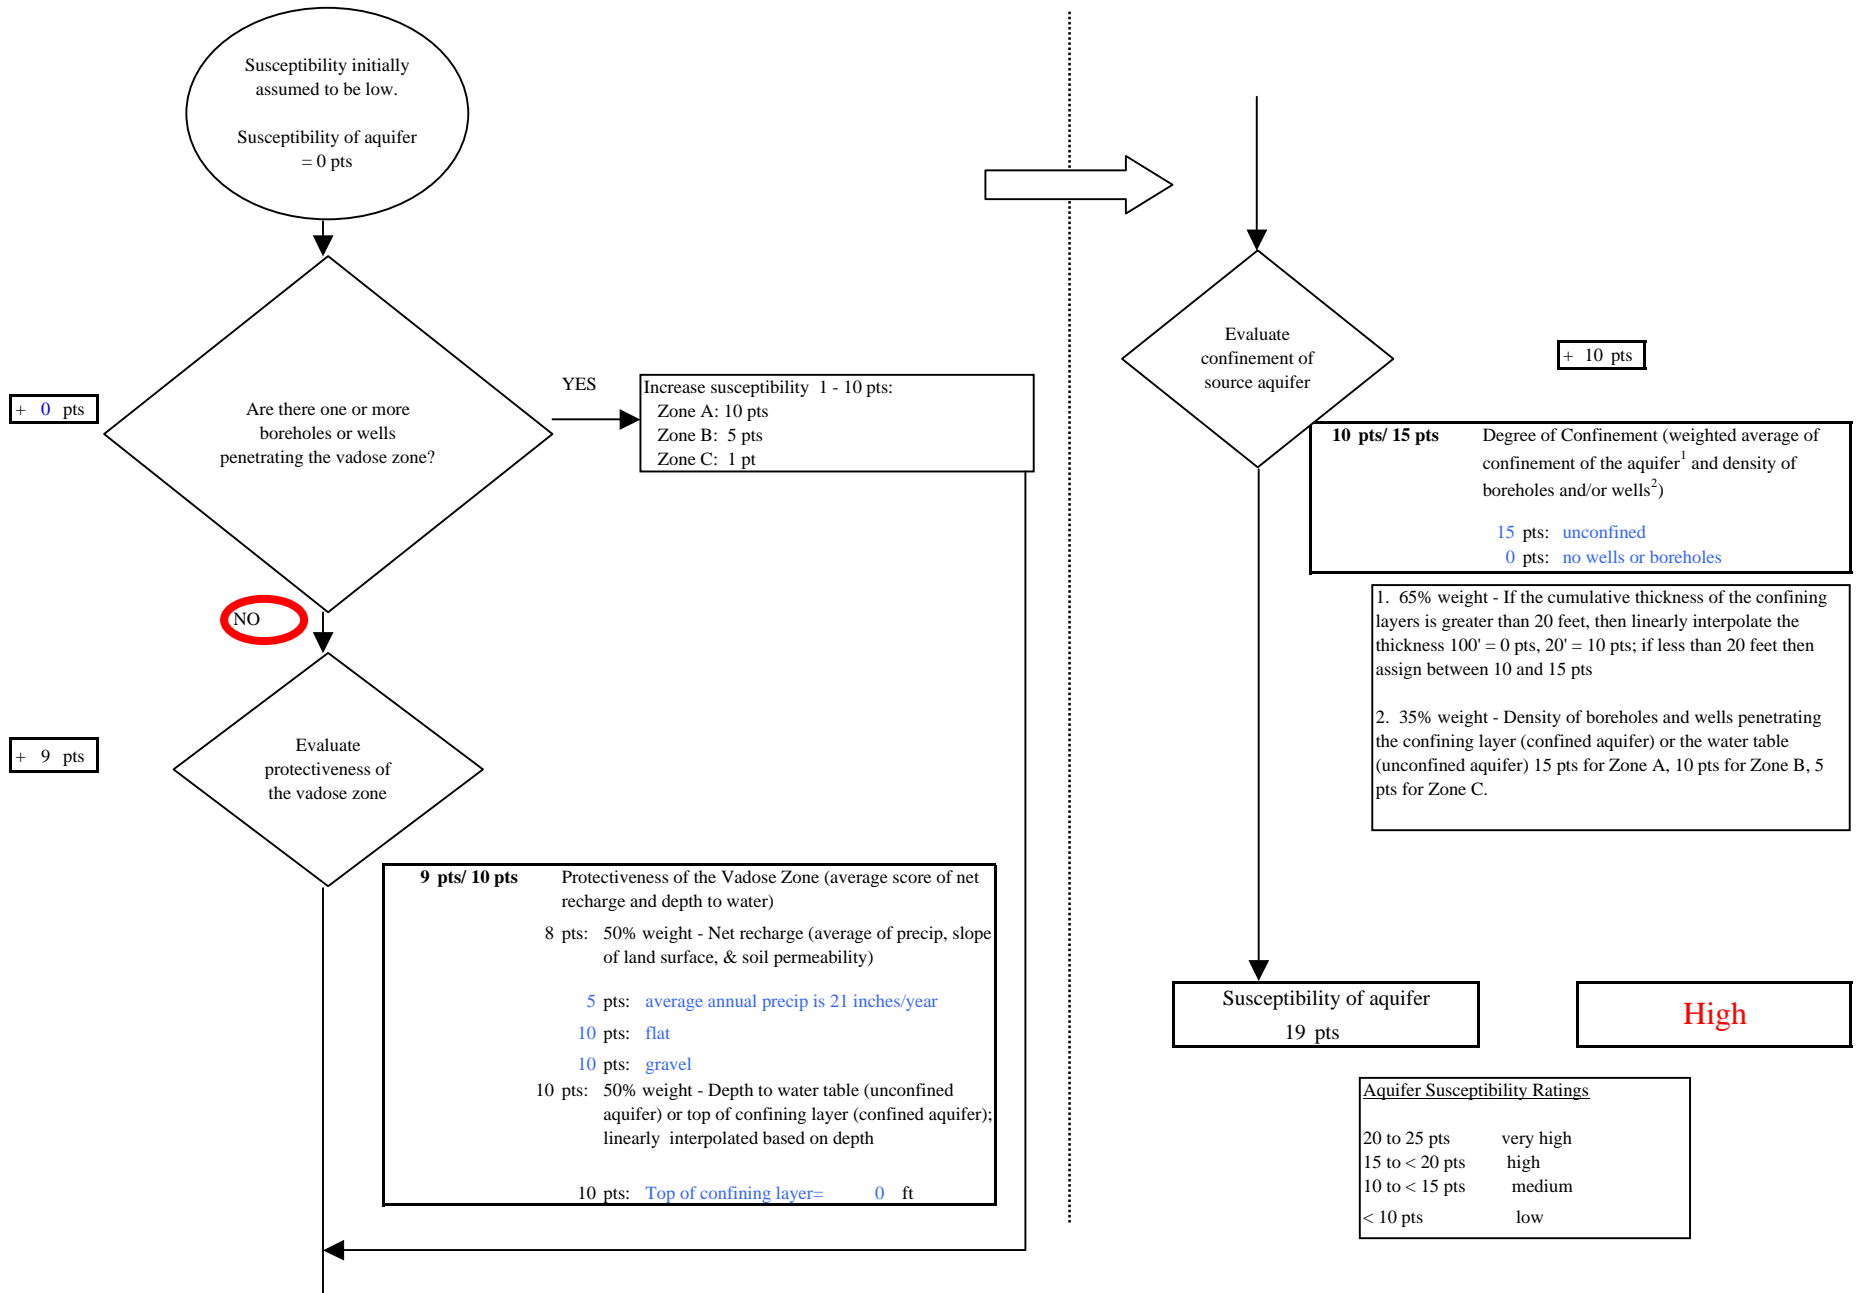 Susceptibility initially
assumed to be low.
Susceptibility of aquifer
= 0 pts
+ 0 pts
Are there one or more
boreholes or wells
penetrating the vadose zone?
YES
Increase susceptibility 1 - 10 pts:
Zone A: 10 pts
Zone B: 5 pts
Zone C: 1 pt
NO
+ 9 pts
Evaluate
protectiveness of
the vadose zone
9 pts/ 10 pts Protectiveness of the Vadose Zone (average score of net
recharge and depth to water)
8 pts: 50% weight - Net recharge (average of precip, slope
of land surface, & soil permeability)
5 pts: average annual precip is 21 inches/year
10 pts: flat
10 pts: gravel
10 pts: 50% weight - Depth to water table (unconfined
aquifer) or top of confining layer (confined aquifer);
linearly interpolated based on depth
10 pts: Top of confining layer= 0 ft
Evaluate
confinement of
source aquifer
+ 10 pts
10 pts/ 15 pts Degree of Confinement (weighted average of
confinement of the aquifer1 and density of
boreholes and/or wells2)
15 pts: unconfined
0 pts: no wells or boreholes
1. 65% weight - If the cumulative thickness of the confining
layers is greater than 20 feet, then linearly interpolate the
thickness 100' = 0 pts, 20' = 10 pts; if less than 20 feet then
assign between 10 and 15 pts
2. 35% weight - Density of boreholes and wells penetrating
the confining layer (confined aquifer) or the water table
(unconfined aquifer) 15 pts for Zone A, 10 pts for Zone B, 5
pts for Zone C.
Susceptibility of aquifer
19 pts
High
Aquifer Susceptibility Ratings
20 to 25 pts very high
15 to < 20 pts high
10 to < 15 pts medium
< 10 pts low